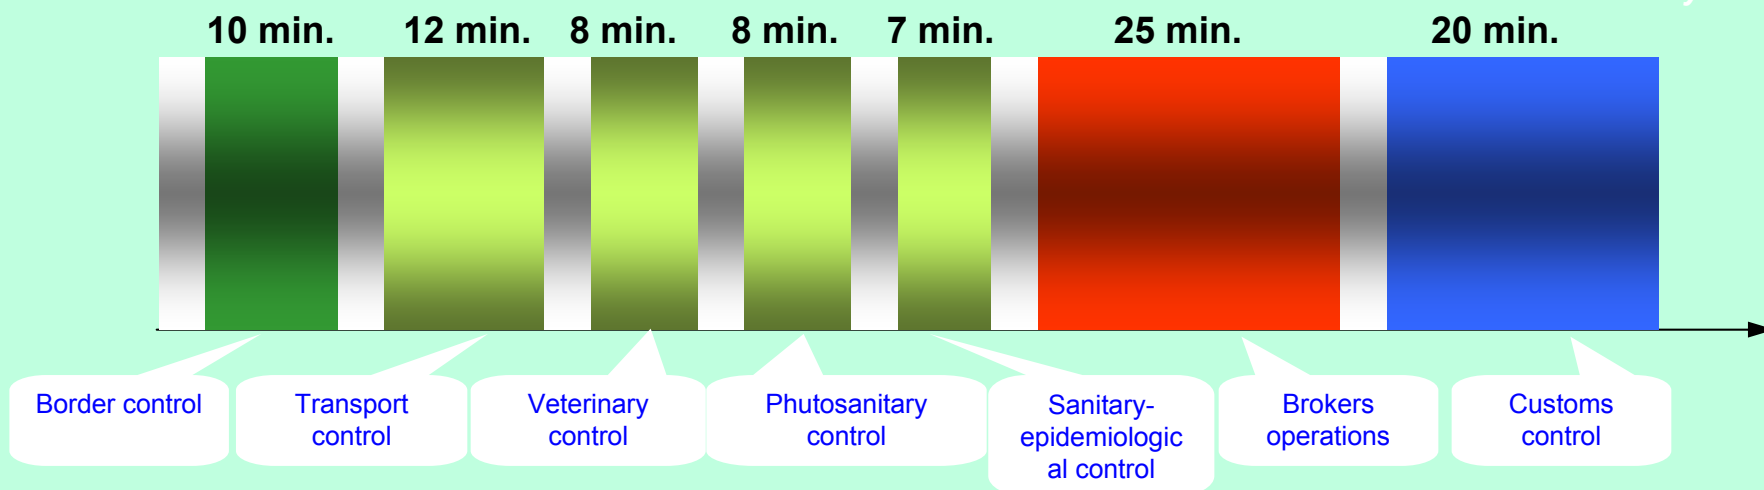 10 min. 12 min. 8 min. 8 min. 7 min. 25 min. 20 min.
Border control
Transport
control
Veterinary
control
Phutosanitary
control
Sanitary-
epidemiologic
al control
Brokers
operations
Customs
control